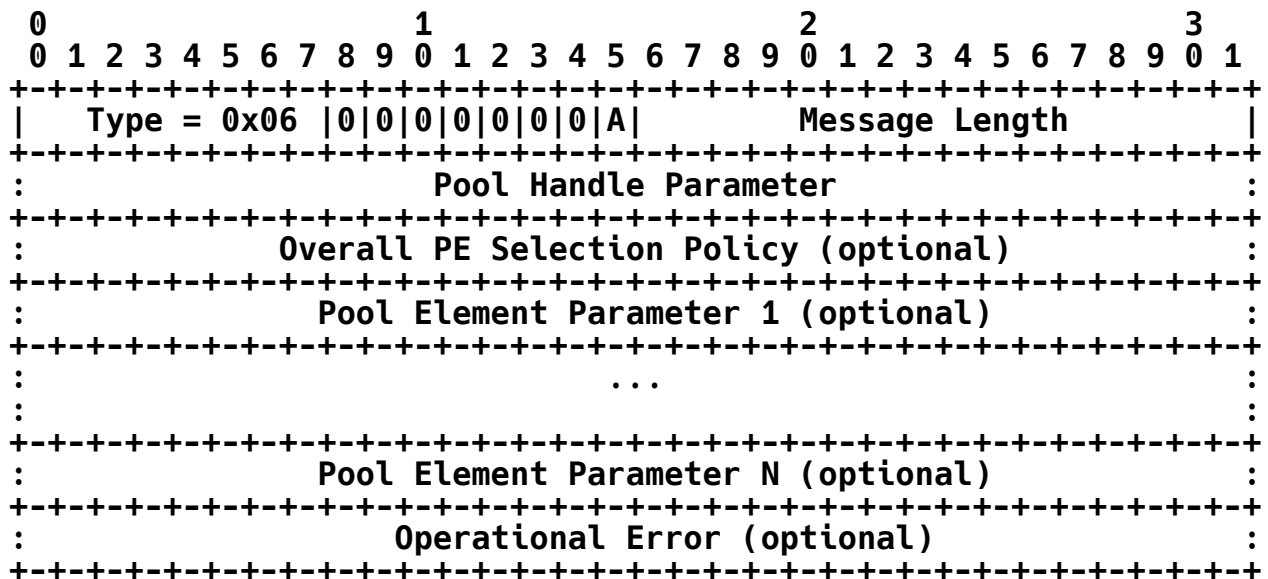 0                   1                   2                   3
 0 1 2 3 4 5 6 7 8 9 0 1 2 3 4 5 6 7 8 9 0 1 2 3 4 5 6 7 8 9 0 1
+-+-+-+-+-+-+-+-+-+-+-+-+-+-+-+-+-+-+-+-+-+-+-+-+-+-+-+-+-+-+-+-+
|   Type = 0x06 |0|0|0|0|0|0|0|A|        Message Length         |
+-+-+-+-+-+-+-+-+-+-+-+-+-+-+-+-+-+-+-+-+-+-+-+-+-+-+-+-+-+-+-+-+
:                     Pool Handle Parameter                     :
+-+-+-+-+-+-+-+-+-+-+-+-+-+-+-+-+-+-+-+-+-+-+-+-+-+-+-+-+-+-+-+-+
:             Overall PE Selection Policy (optional)            :
+-+-+-+-+-+-+-+-+-+-+-+-+-+-+-+-+-+-+-+-+-+-+-+-+-+-+-+-+-+-+-+-+
:               Pool Element Parameter 1 (optional)             :
+-+-+-+-+-+-+-+-+-+-+-+-+-+-+-+-+-+-+-+-+-+-+-+-+-+-+-+-+-+-+-+-+
:                              ...                              :
:                                                               :
+-+-+-+-+-+-+-+-+-+-+-+-+-+-+-+-+-+-+-+-+-+-+-+-+-+-+-+-+-+-+-+-+
:               Pool Element Parameter N (optional)             :
+-+-+-+-+-+-+-+-+-+-+-+-+-+-+-+-+-+-+-+-+-+-+-+-+-+-+-+-+-+-+-+-+
:                   Operational Error (optional)                :
+-+-+-+-+-+-+-+-+-+-+-+-+-+-+-+-+-+-+-+-+-+-+-+-+-+-+-+-+-+-+-+-+